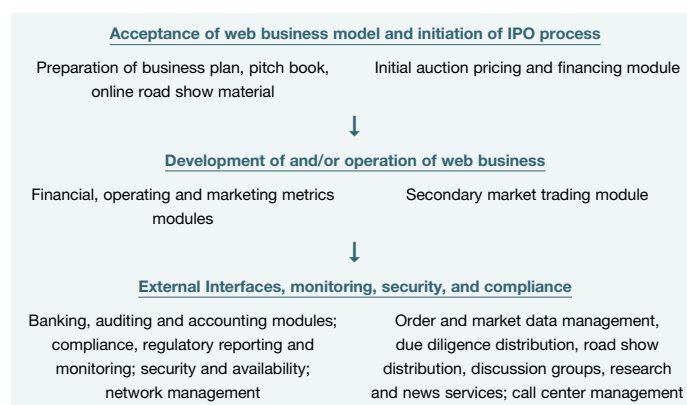 Acceptance of web business model and initiation of IPO process
Preparation of business plan, pitch book,
online road show material
Initial auction pricing and financing module
Development of and/or operation of web business
Financial, operating and marketing metrics
modules
Secondary market trading module
External Interfaces, monitoring, security, and compliance
Banking, auditing and accounting modules;
compliance, regulatory reporting and
monitoring; security and availability;
network management
Order and market data management,
due diligence distribution, road show
distribution, discussion groups, research
and news services; call center management